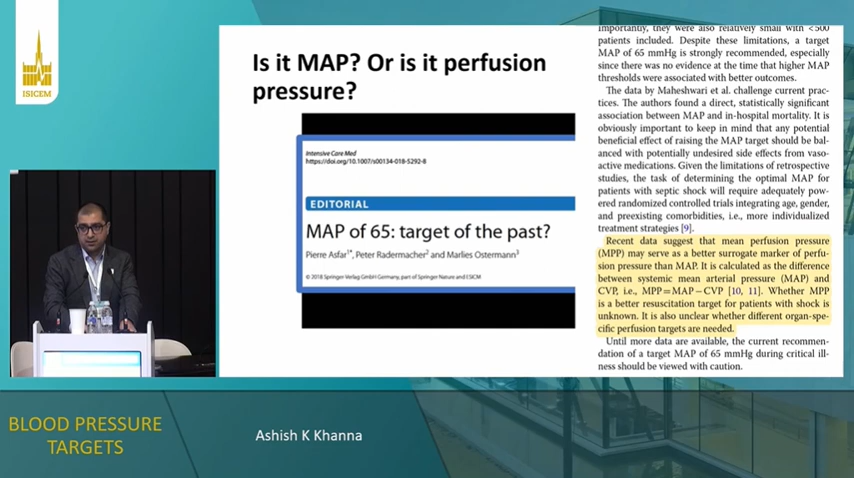 ISICEM
Is it MAP? Or is it perfusion
pressure?
Intensive Care Med
https://doi.org/10.1007/s00134-018-5292-8
EDITORIAL
MAP of 65: target of the past?
Pierre Asfar1*, Peter Radermacher2 and Marlies Ostermann3
© 2018 Springer Verlag GmbH Germany, part of Springer Nature and ESICM
Importantly, they were also relatively small with <500
patients included. Despite these limitations, a target
MAP of 65 mmHg is strongly recommended, especially
since there was no evidence at the time that higher MAP
thresholds were associated with better outcomes.
The data by Maheshwari et al. challenge current prac-
tices. The authors found a direct, statistically significant
association between MAP and in-hospital mortality. It is
obviously important to keep in mind that any potential
beneficial effect of raising the MAP target should be bal-
anced with potentially undesired side effects from vaso-
active medications. Given the limitations of retrospective
studies, the task of determining the optimal MAP for
patients with septic shock will require adequately pow-
ered randomized controlled trials integrating age, gender,
and preexisting comorbidities, i.e., more individualized
treatment strategies [9].
Recent data suggest that mean perfusion pressure
(MPP) may serve as a better surrogate marker of perfu-
sion pressure than MAP. It is calculated as the difference
between systemic mean arterial pressure (MAP) and
CVP, i.e., MPP=MAP−CVP [10, 11]. Whether MPP
is a better resuscitation target for patients with shock is
unknown. It is also unclear whether different organ-spe-
cific perfusion targets are needed.
Until more data are available, the current recommen-
dation of a target MAP of 65 mmHg during critical ill-
ness should be viewed with caution.
BLOOD PRESSURE
TARGETS
Ashish K Khanna